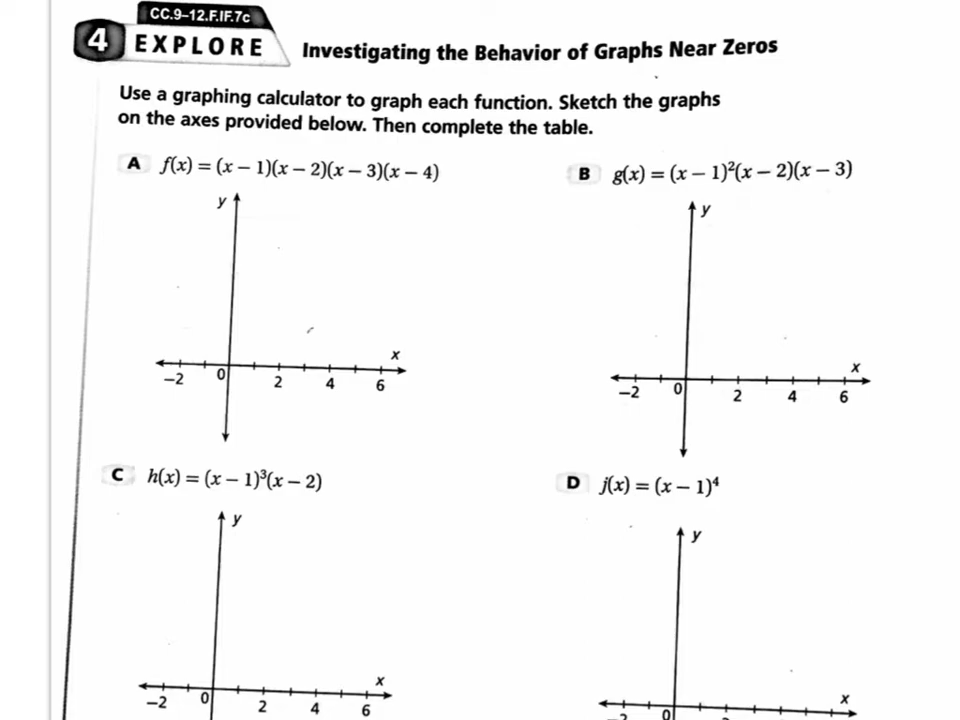 CC.9–12.F.IF.7c
4 EXPLORE Investigating the Behavior of Graphs Near Zeros
Use a graphing calculator to graph each function. Sketch the graphs
on the axes provided below. Then complete the table.
A f(x) = (x – 1)(x – 2)(x – 3)(x – 4)
B g(x) = (x – 1)²(x – 2)(x – 3)
y
y
x
–2 0 2 4 6
x
–2 0 2 4 6
C h(x) = (x – 1)³(x – 2)
D j(x) = (x – 1)⁴
y
y
x
–2 0 2 4 6
x
0